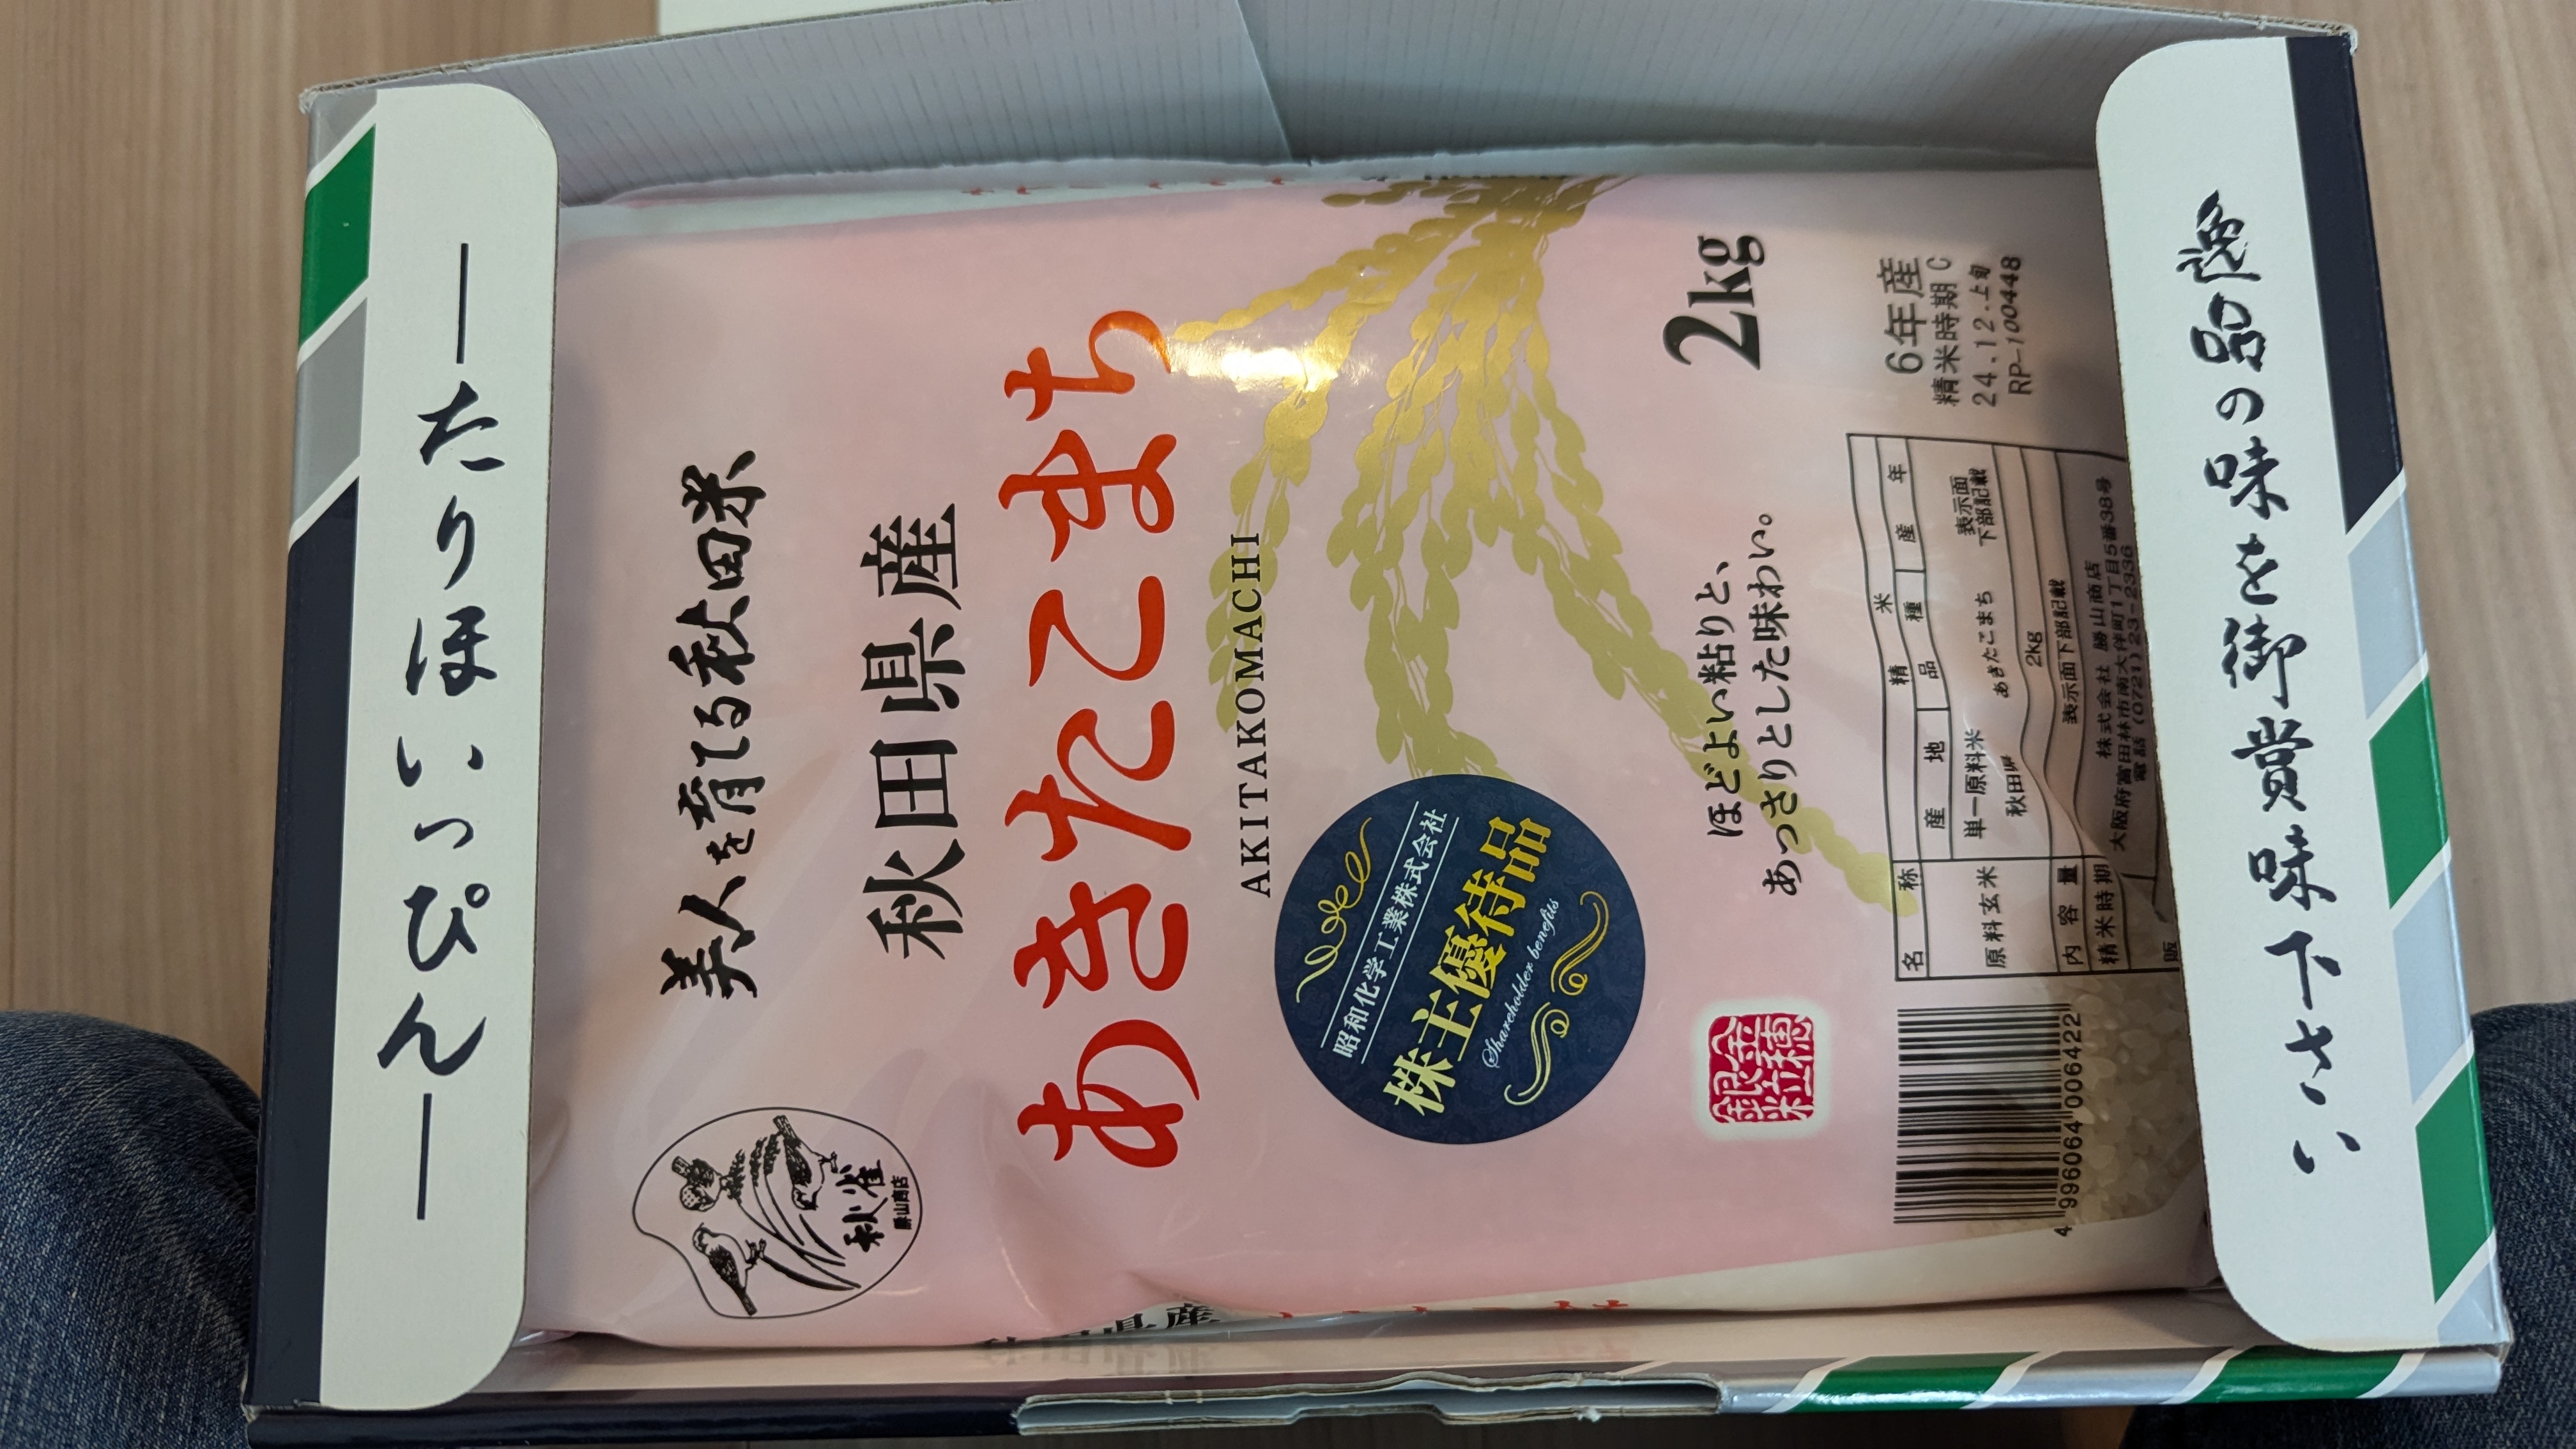 たりほいっぴん
美人を育てる秋田米
秋田県産
あきたこまち
AKITAKOMACHI
秋雀
勝山商店
昭和化学工業株式会社
株主優待品
Shareholder benefits
2kg
ほどよい粘りと、
あっさりとした味わい。
金穂
銀粒
6年産
精米時期 C
24.12.上旬
RP-100448
名 称 精 米
産 地 品 種 産 年
原料玄米 単一原料米
秋田県 あきたこまち 表示面
下部記載
内 容 量 2kg
精米時期 表示面下部記載
販
株式会社 勝山商店
大阪府富田林市南大伴町1丁目5番38号
電話 (0721) 23-2336
4 996064 006422
逸品の味を御賞味下さい
秋田県産